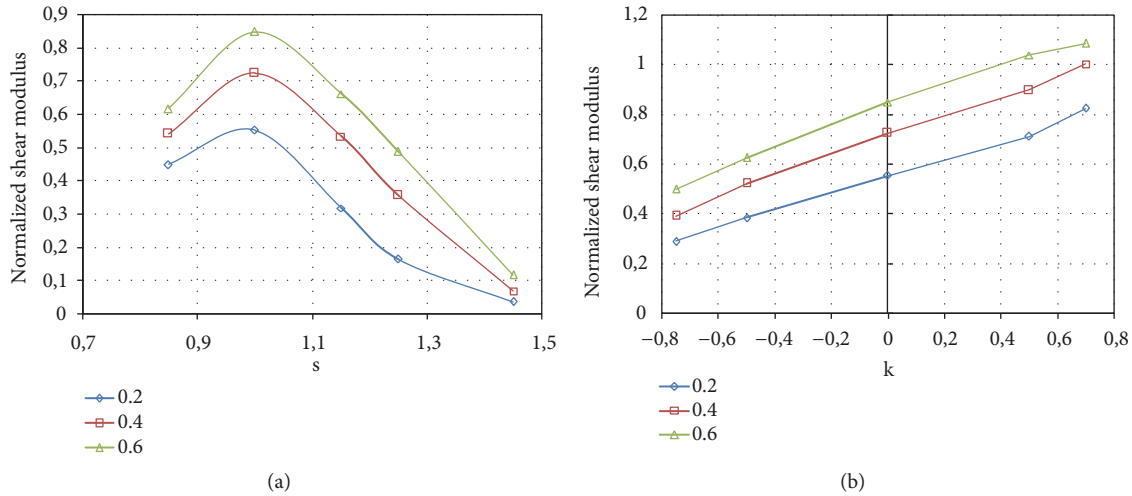 0,9
0,8
0,7
0,6
0,5
0,4
0,3
0,2
0,1
0
Normalized shear modulus
0,7 0,9 1,1 1,3 1,5
s
0.2
0.4
0.6
(a)
1,2
1
0,8
0,6
0,4
0,2
0
Normalized shear modulus
−0,8 −0,6 −0,4 −0,2 0 0,2 0,4 0,6 0,8
k
0.2
0.4
0.6
(b)